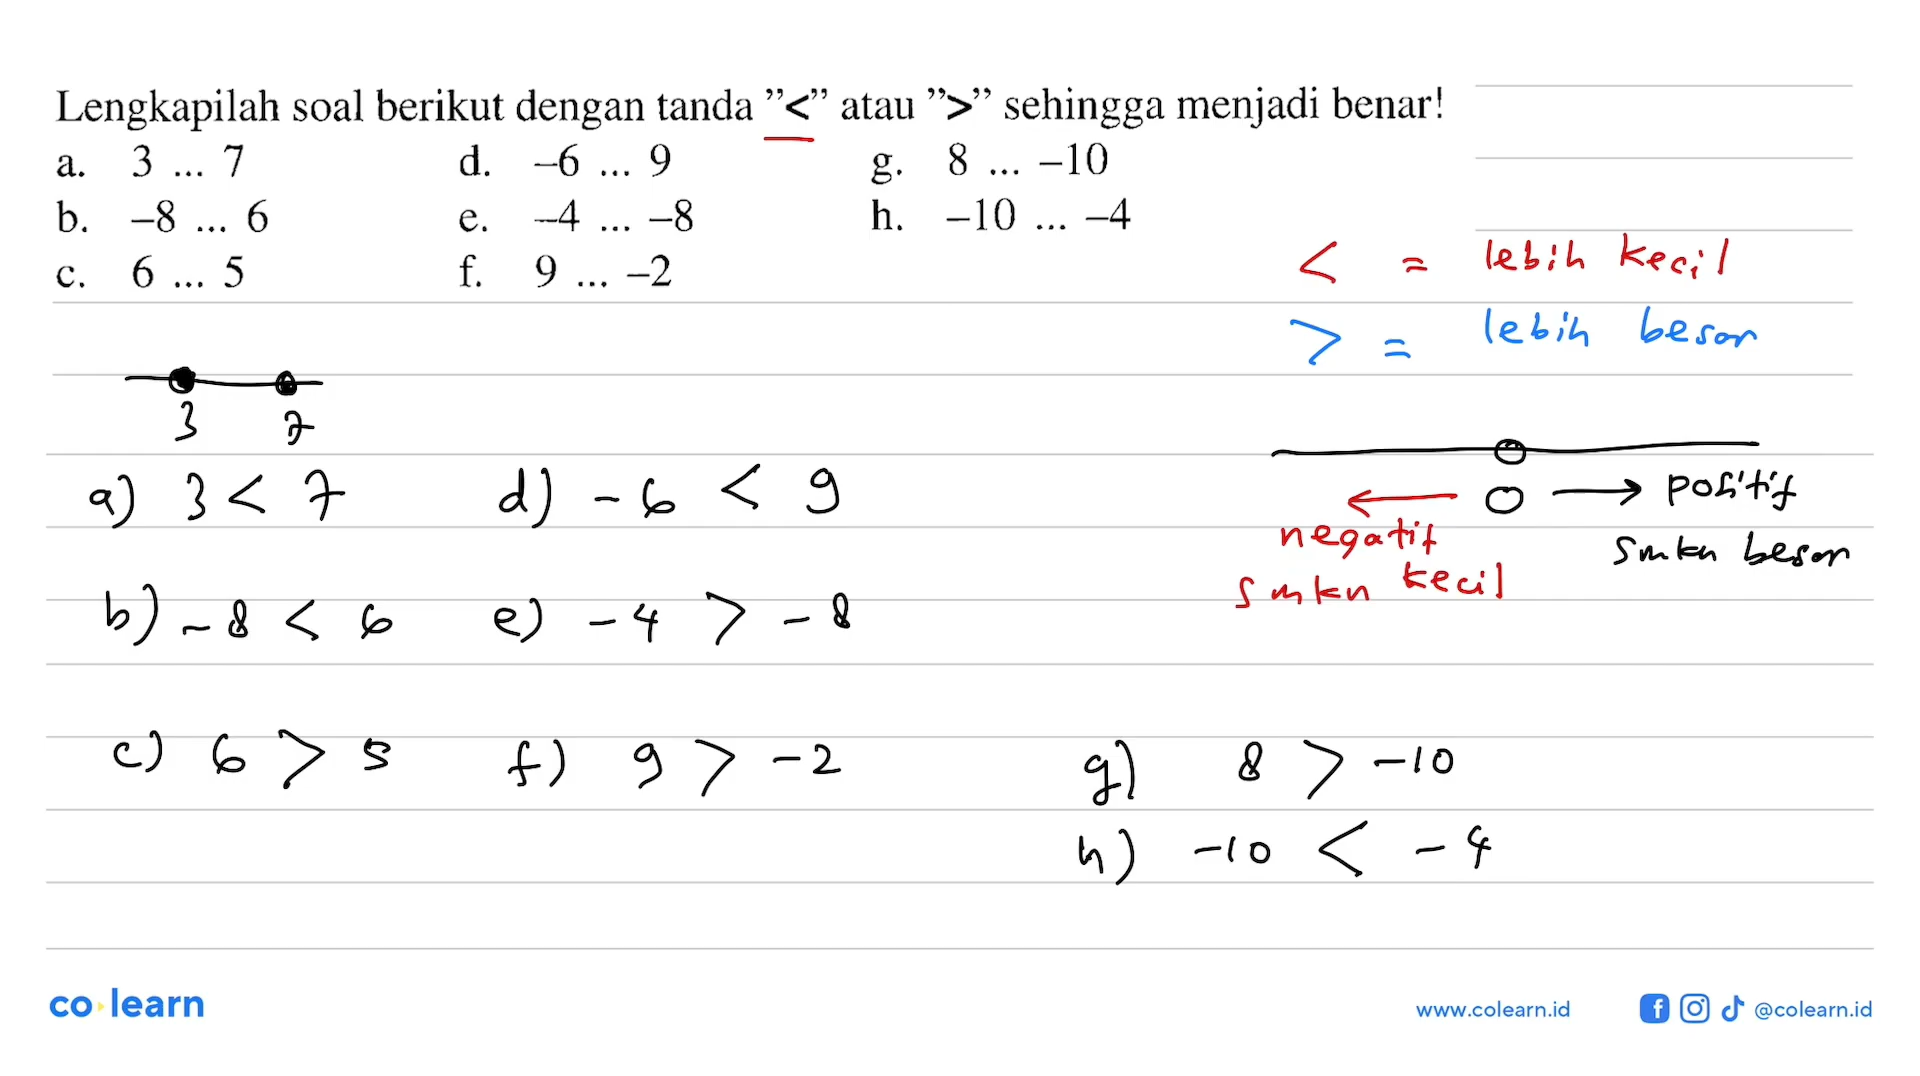 Lengkapilah soal berikut dengan tanda ”<” atau ”>” sehingga menjadi benar!
a. 3 ... 7 d. –6 ... 9 g. 8 ... –10
b. –8 ... 6 e. –4 ... –8 h. –10 ... –4
c. 6 ... 5 f. 9 ... –2
< = lebih kecil
> = lebih besar
3 7
a) 3 < 7 d) -6 < 9
0 → positif
← negatif
smkn besar
smkn kecil
b) -8 < 6 e) -4 > -8
c) 6 > 5 f) 9 > -2 g) 8 > -10
h) -10 < -4
co learn
www.colearn.id @colearn.id